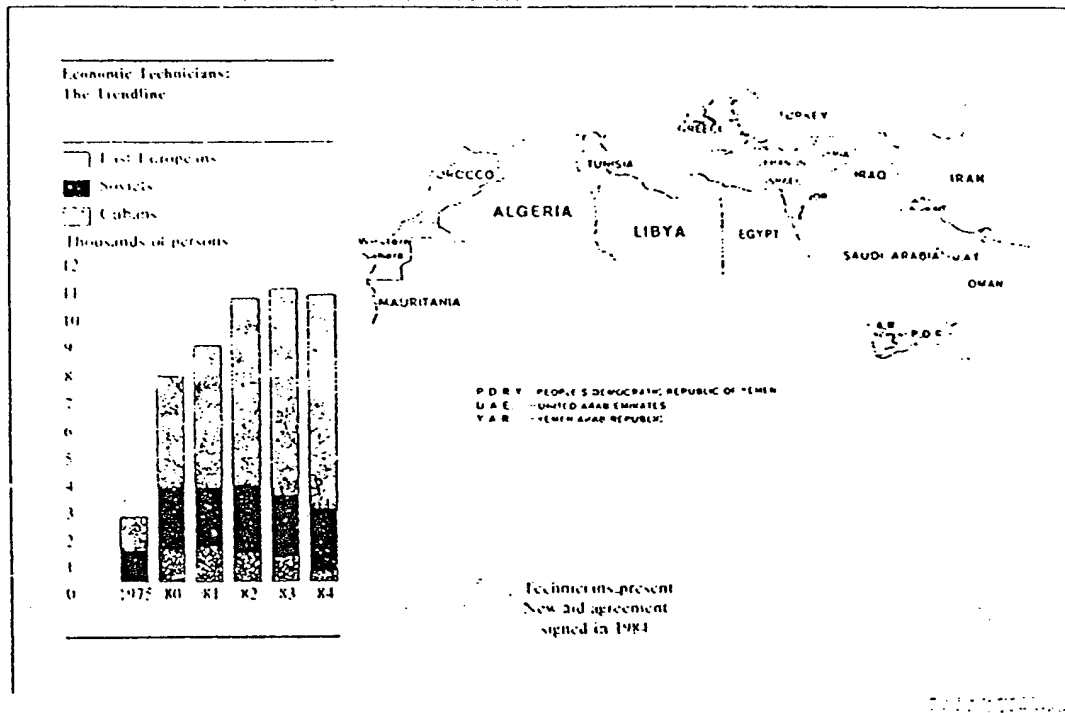 Economic Technicians:
The Trendline
East Europeans
Soviets
Cubans
Thousands of persons
12
11
10
9
8
7
6
5
4
3
2
1
0
1975 80 81 82 83 84
GREECE
TURKEY
TUNISIA
IRAQ
IRAN
ALGERIA
LIBYA
EGYPT
Western
Sahara
SAUDI ARABIA
U.A.E.
OMAN
MAURITANIA
P.D.R.Y. PEOPLE'S DEMOCRATIC REPUBLIC OF YEMEN
U.A.E. UNITED ARAB EMIRATES
Y.A.R. YEMEN ARAB REPUBLIC
Technicians present
New aid agreement
signed in 1984